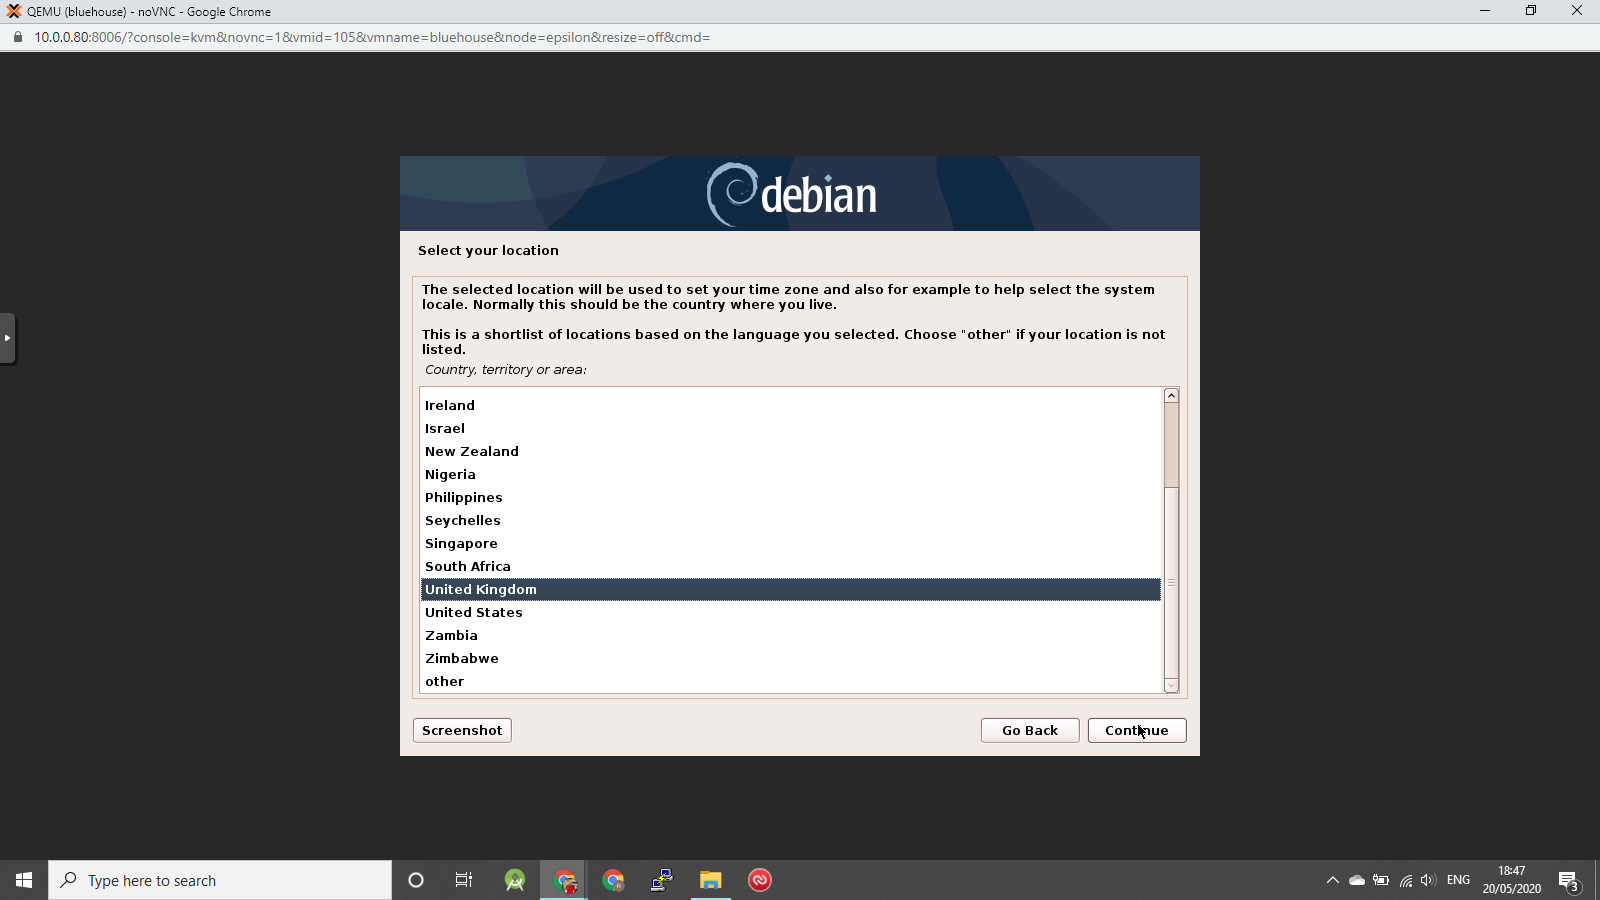 QEMU (bluehouse) - noVNC - Google Chrome
10.0.0.80:8006/?console=kvm&novnc=1&vmid=105&vmname=bluehouse&node=epsilon&resize=off&cmd=
debian
Select your location
The selected location will be used to set your time zone and also for example to help select the system
locale. Normally this should be the country where you live.
This is a shortlist of locations based on the language you selected. Choose "other" if your location is not
listed.
Country, territory or area:
Ireland
Israel
New Zealand
Nigeria
Philippines
Seychelles
Singapore
South Africa
United Kingdom
United States
Zambia
Zimbabwe
other
Screenshot
Go Back
Continue
Type here to search
ENG
18:47
20/05/2020
3